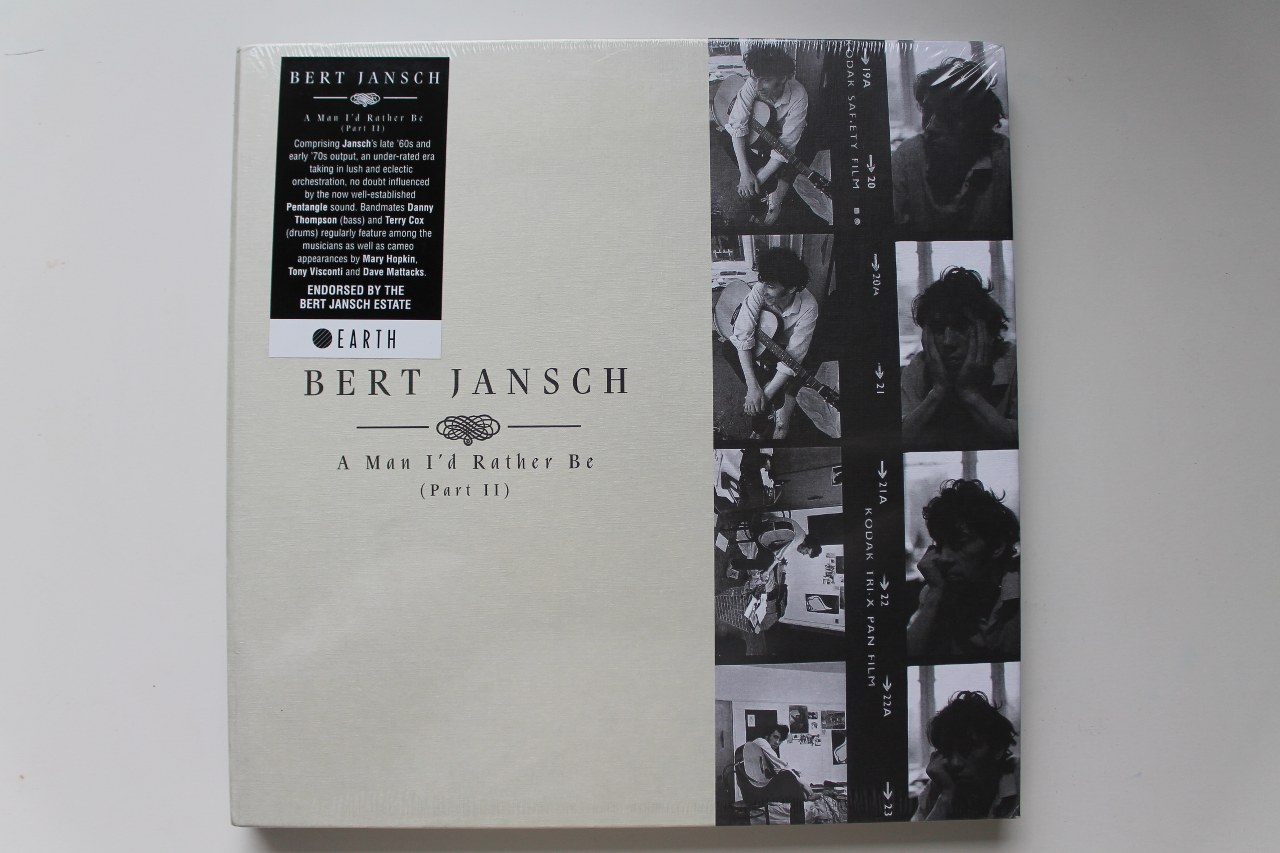 BERT JANSCH
A Man I'd Rather Be
(Part II)
Comprising Jansch's late '60s and
early '70s output, an under-rated era
taking in lush and eclectic
orchestration, no doubt influenced
by the now well-established
Pentangle sound. Bandmates Danny
Thompson (bass) and Terry Cox
(drums) regularly feature among the
musicians as well as cameo
appearances by Mary Hopkin,
Tony Visconti and Dave Mattacks.
ENDORSED BY THE
BERT JANSCH ESTATE
EARTH
BERT JANSCH
A Man I'd Rather Be
(Part II)
KODAK SAFETY FILM
19A
20
20A
21
21A
KODAK TRI-X PAN FILM
22
22A
23